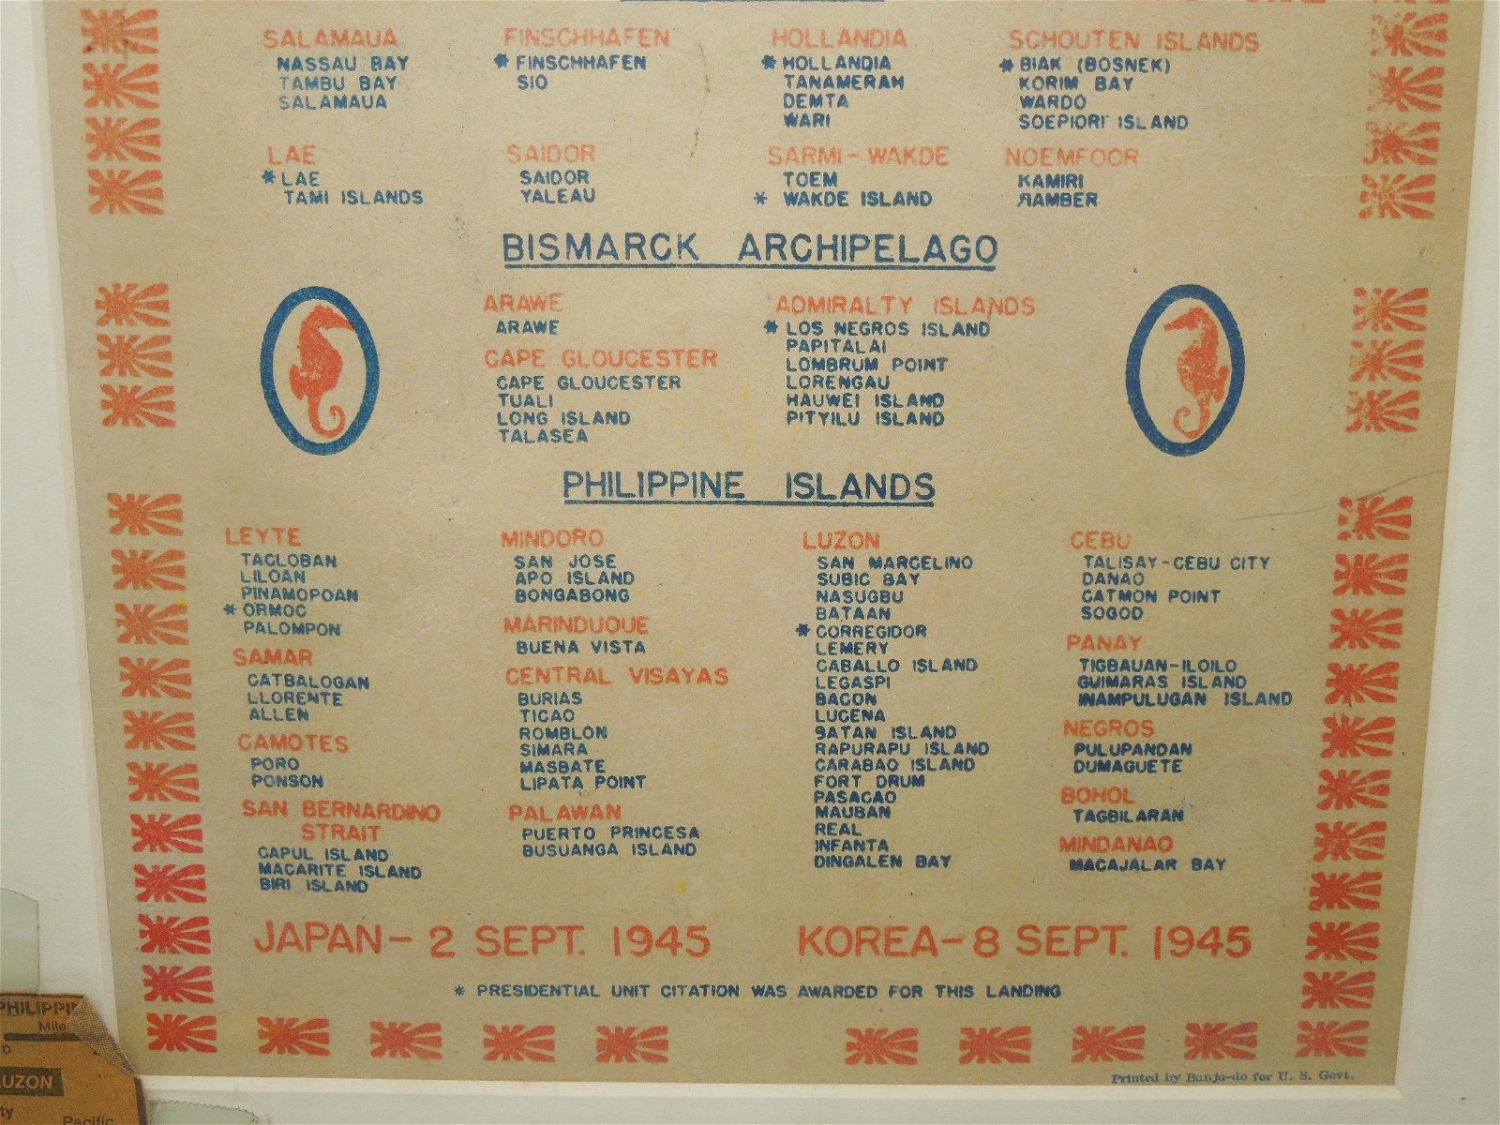 SALAMAUA
NASSAU BAY
TAMBU BAY
SALAMAUA
FINSCHHAFEN
* FINSCHHAFEN
SIO
HOLLANDIA
* HOLLANDIA
TANAMERAH
DEMTA
WARI
SCHOUTEN ISLANDS
* BIAK (BOSNEK)
KORIM BAY
WARDO
SOEPIORI ISLAND
LAE
* LAE
TAMI ISLANDS
SAIDOR
SAIDOR
YALEAU
SARMI - WAKDE
TOEM
* WAKDE ISLAND
NOEMFOOR
KAMIRI
RAMBER
BISMARCK ARCHIPELAGO
ARAWE
ARAWE
CAPE GLOUCESTER
CAPE GLOUCESTER
TUALI
LONG ISLAND
TALASEA
ADMIRALTY ISLANDS
* LOS NEGROS ISLAND
PAPITALAI
LOMBRUM POINT
LORENGAU
HAUWEI ISLAND
PITYILU ISLAND
PHILIPPINE ISLANDS
LEYTE
TACLOBAN
LILOAN
PINAMOPOAN
* ORMOC
PALOMPON
SAMAR
CATBALOGAN
LLORENTE
ALLEN
CAMOTES
PORO
PONSON
SAN BERNARDINO
STRAIT
CAPUL ISLAND
MACARITE ISLAND
BIRI ISLAND
MINDORO
SAN JOSE
APO ISLAND
BONGABONG
MARINDUQUE
BUENA VISTA
CENTRAL VISAYAS
BURIAS
TICAO
ROMBLON
SIMARA
MASBATE
LIPATA POINT
PALAWAN
PUERTO PRINCESA
BUSUANGA ISLAND
LUZON
SAN MARCELINO
SUBIC BAY
NASUGBU
BATAAN
* CORREGIDOR
LEMERY
CABALLO ISLAND
LEGASPI
BACON
LUCENA
BATAN ISLAND
RAPURAPU ISLAND
CARABAO ISLAND
FORT DRUM
PASACAO
MAUBAN
REAL
INFANTA
DINGALEN BAY
CEBU
TALISAY-CEBU CITY
DANAO
CATMON POINT
SOGOD
PANAY
TIGBAUAN-ILOILO
GUIMARAS ISLAND
INAMPULUGAN ISLAND
NEGROS
PULUPANDAN
DUMAGUETE
BOHOL
TAGBILARAN
MINDANAO
MACAJALAR BAY
JAPAN - 2 SEPT. 1945
KOREA - 8 SEPT. 1945
* PRESIDENTIAL UNIT CITATION WAS AWARDED FOR THIS LANDING
Printed by Bunju-do for U. S. Govt.
PHILIPPI
Mile
0
UZON
ty
Pacific